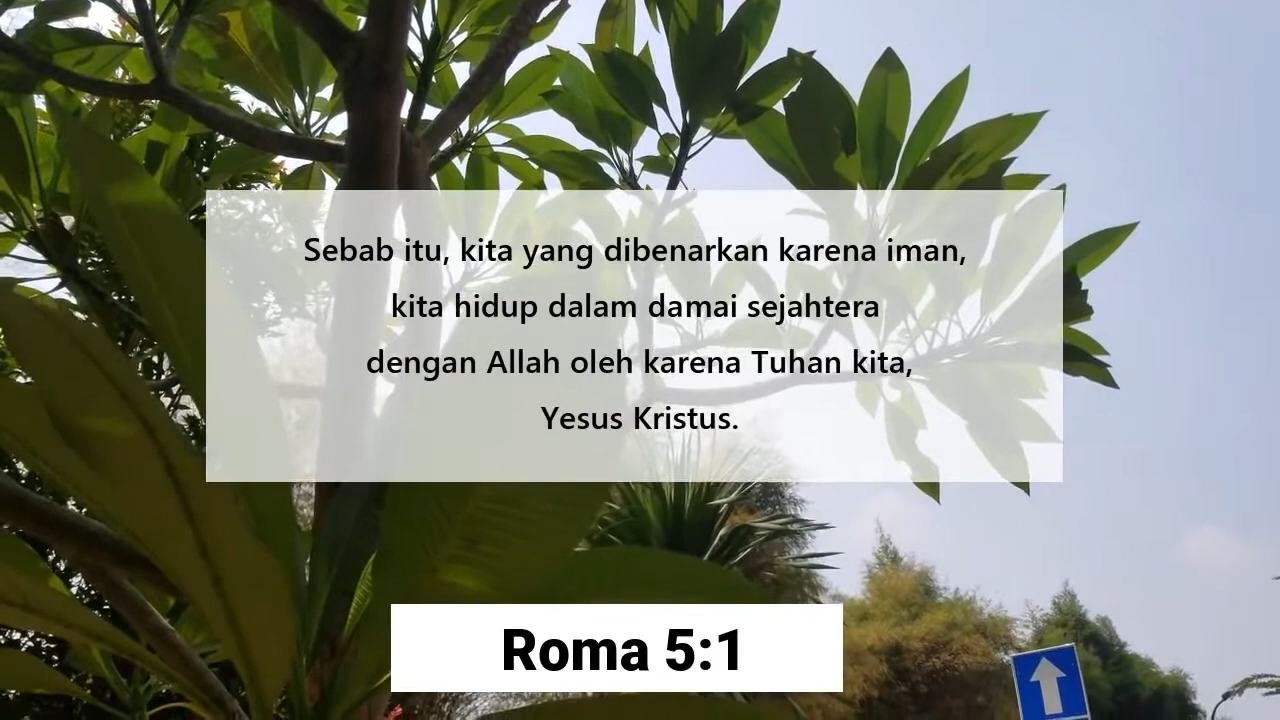 Sebab itu, kita yang dibenarkan karena iman,
kita hidup dalam damai sejahtera
dengan Allah oleh karena Tuhan kita,
Yesus Kristus.
Roma 5:1